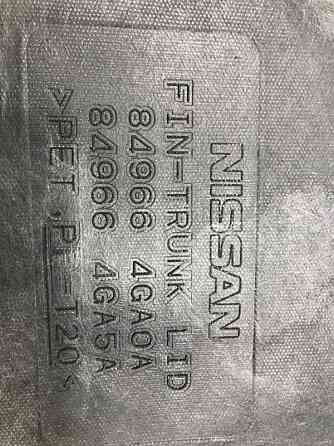 NISSAN
FIN-TRUNK LID
84966 4GA0A
84966 4GA5A
>PET,P -T20<